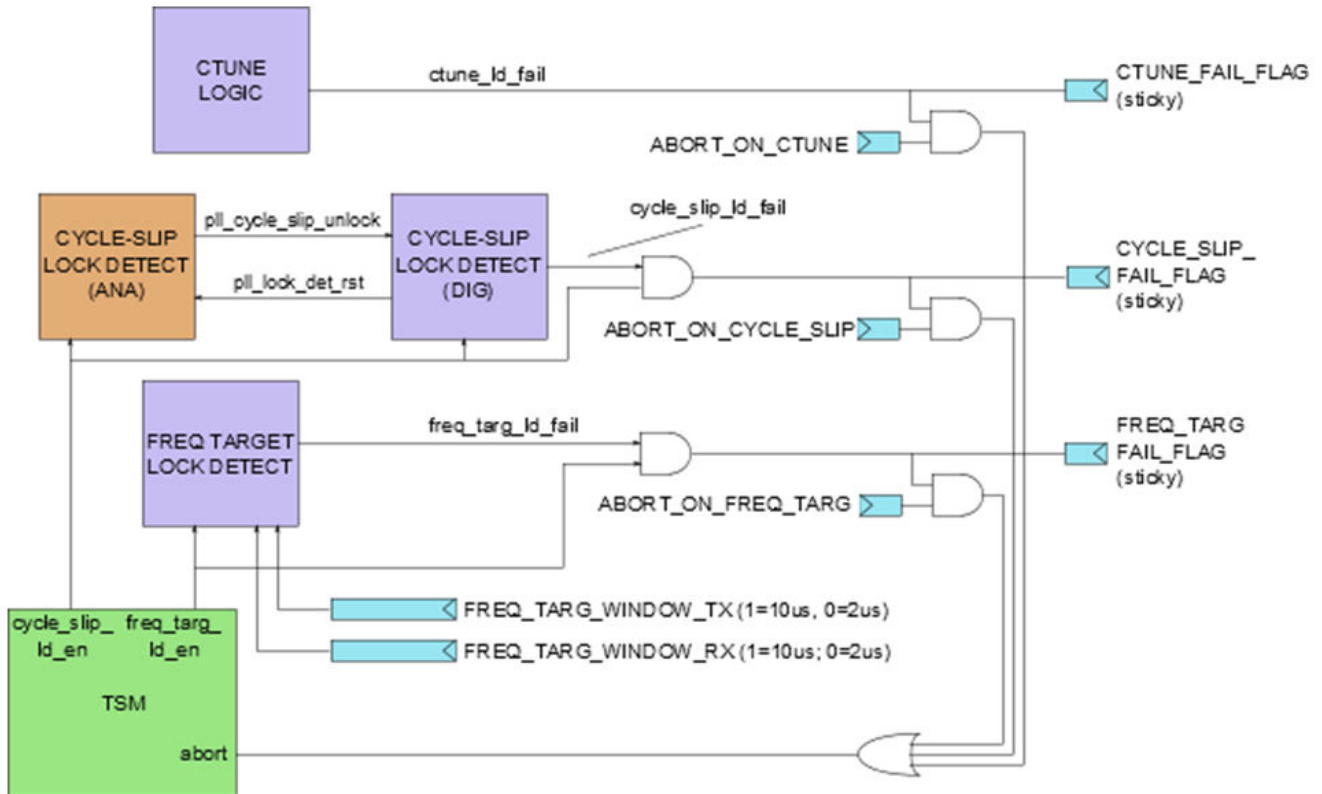 CTUNE
LOGIC
ctune_ld_fail
CTUNE_FAIL_FLAG
(sticky)
ABORT_ON_CTUNE
CYCLE-SLIP
LOCK DETECT
(ANA)
pll_cycle_slip_unlock
pll_lock_det_rst
CYCLE-SLIP
LOCK DETECT
(DIG)
cycle_slip_ld_fail
CYCLE_SLIP_
FAIL_FLAG
(sticky)
ABORT_ON_CYCLE_SLIP
FREQ TARGET
LOCK DETECT
freq_targ_ld_fail
FREQ_TARG
FAIL_FLAG
(sticky)
ABORT_ON_FREQ_TARG
FREQ_TARG_WINDOW_TX (1=10us, 0=2us)
FREQ_TARG_WINDOW_RX (1=10us; 0=2us)
cycle_slip_
ld_en
freq_targ_
ld_en
TSM
abort